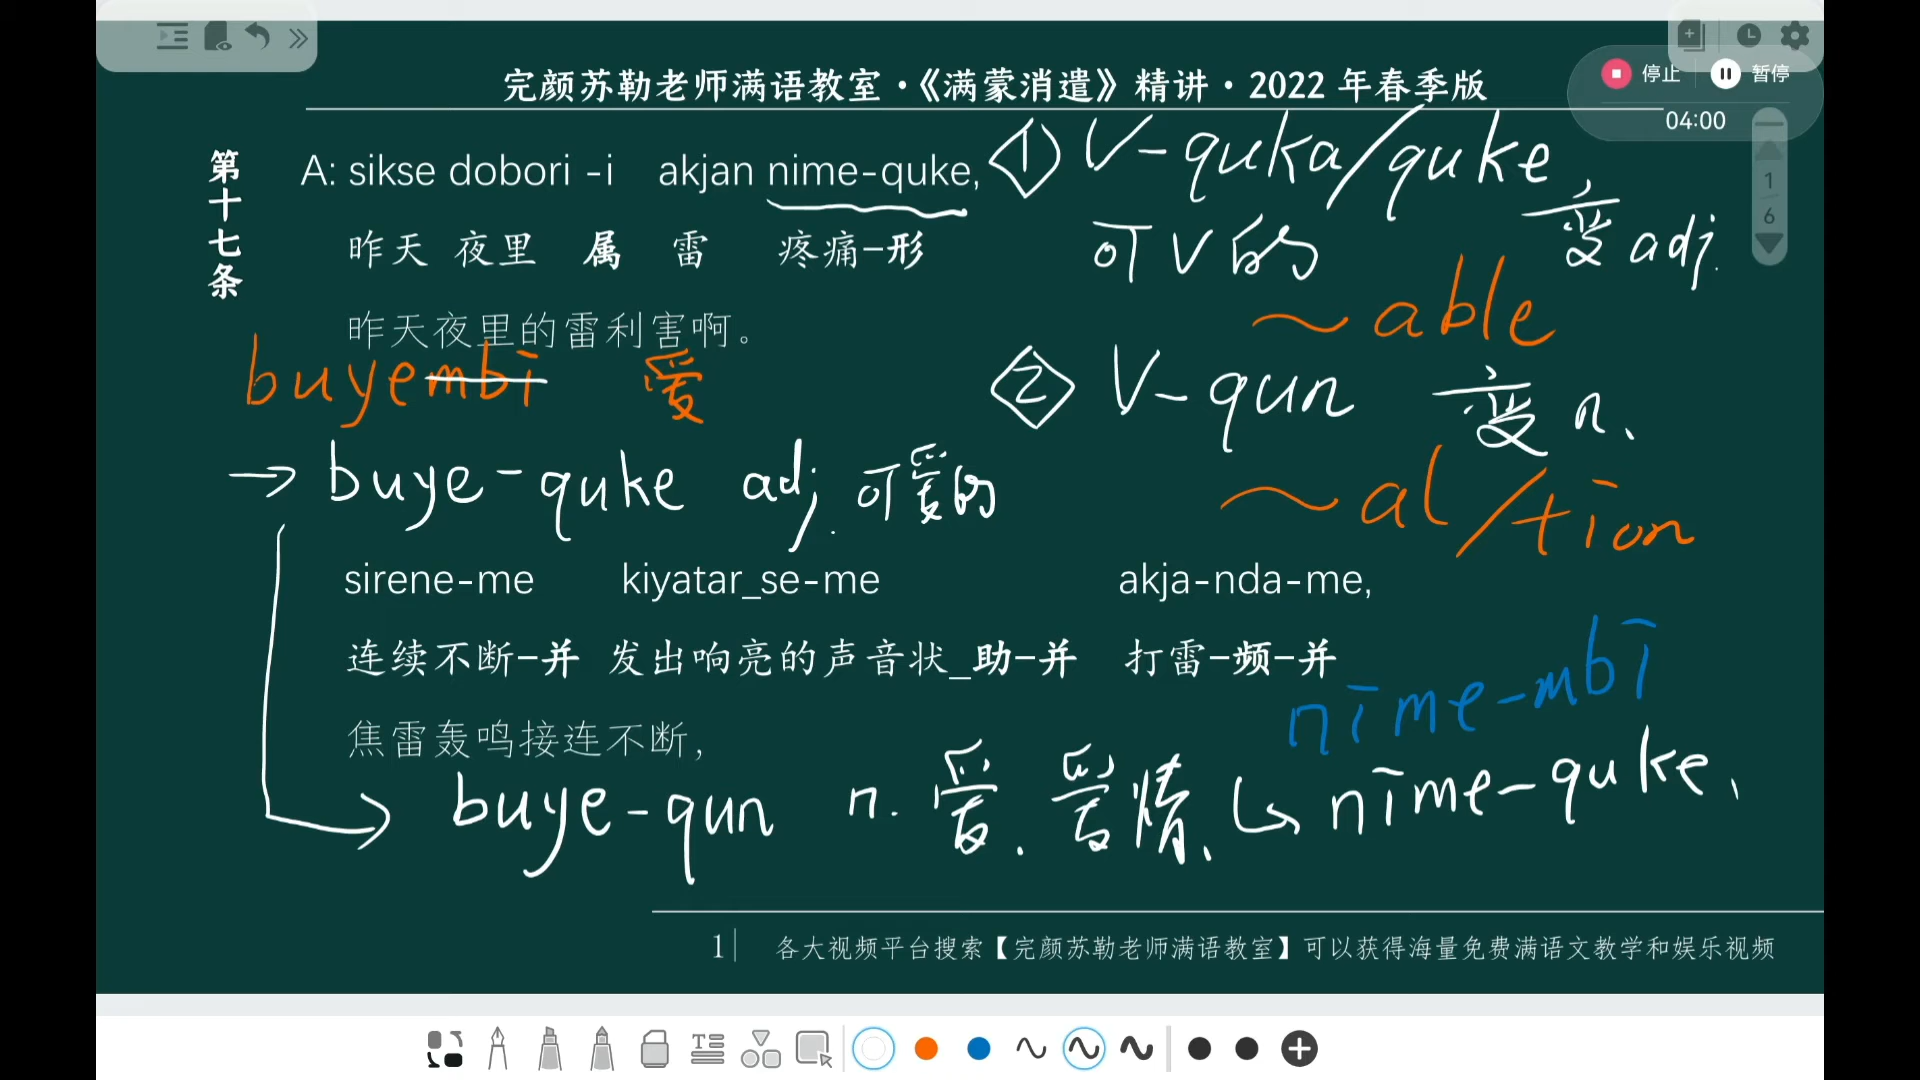 停止 暂停
04:00
完颜苏勒老师满语教室·《满蒙消遣》精讲·2022 年春季版
第十七条
1
6
A: sikse dobori -i akjan nime-quke,
① V-quka/quke 变 adj.
昨天 夜里 属 雷 疼痛-形
可V的
昨天夜里的雷利害啊。
~able
buyembi 爱
② V-qun 变 n.
→ buye-quke adj. 可爱的
~al/tion
sirene-me kiyatar_se-me akja-nda-me,
连续不断-并 发出响亮的声音状_助-并 打雷-频-并
nime-mbi
焦雷轰鸣接连不断,
buye-qun n. 爱. 爱情、
↳ nime-quke、
1 各大视频平台搜索【完颜苏勒老师满语教室】可以获得海量免费满语文教学和娱乐视频